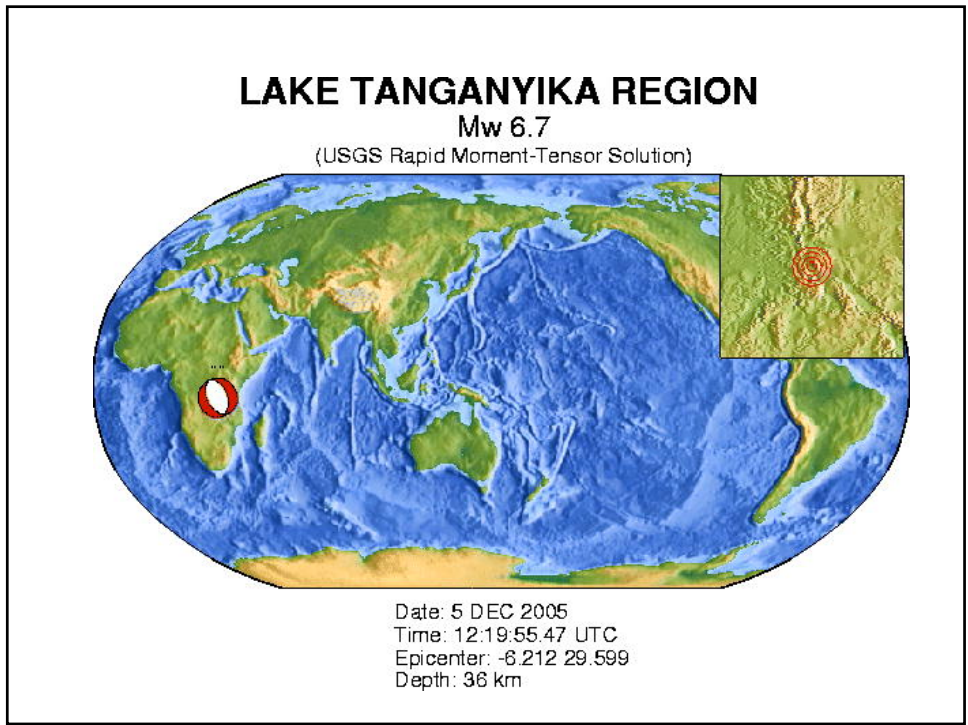 LAKE TANGANYIKA REGION
Mw 6.7
(USGS Rapid Moment-Tensor Solution)
Date: 5 DEC 2005
Time: 12:19:55.47 UTC
Epicenter: -6.212 29.599
Depth: 36 km